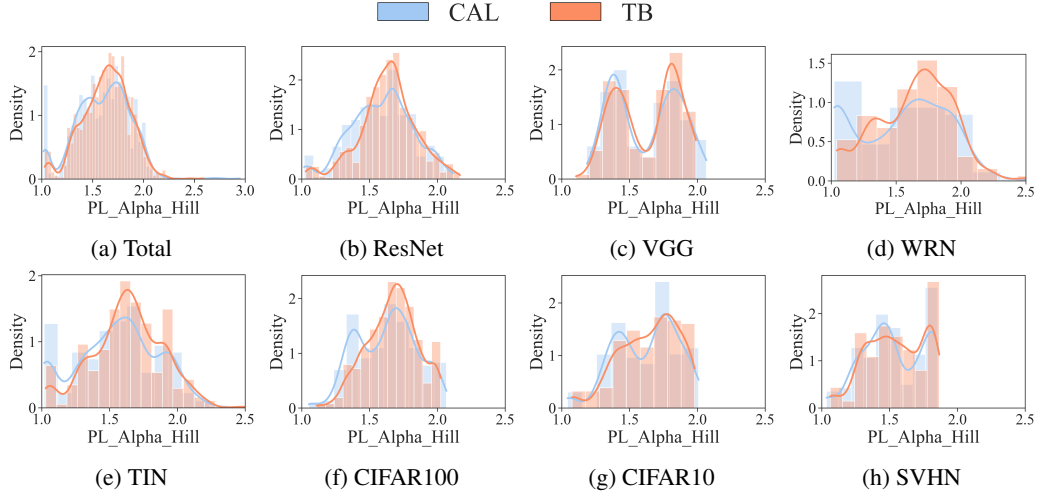 CAL TB
Density
2
1
0
1.0 1.5 2.0 2.5 3.0
PL_Alpha_Hill
(a) Total
Density
3
2
1
0
1.0 1.5 2.0 2.5
PL_Alpha_Hill
(b) ResNet
Density
2
1
0
1.0 1.5 2.0 2.5
PL_Alpha_Hill
(c) VGG
Density
1.5
1.0
0.5
0.0
1.0 1.5 2.0 2.5
PL_Alpha_Hill
(d) WRN
Density
2
1
0
1.0 1.5 2.0 2.5
PL_Alpha_Hill
(e) TIN
Density
3
2
1
0
1.0 1.5 2.0 2.5
PL_Alpha_Hill
(f) CIFAR100
Density
2
1
0
1.0 1.5 2.0 2.5
PL_Alpha_Hill
(g) CIFAR10
Density
3
2
1
0
1.0 1.5 2.0 2.5
PL_Alpha_Hill
(h) SVHN